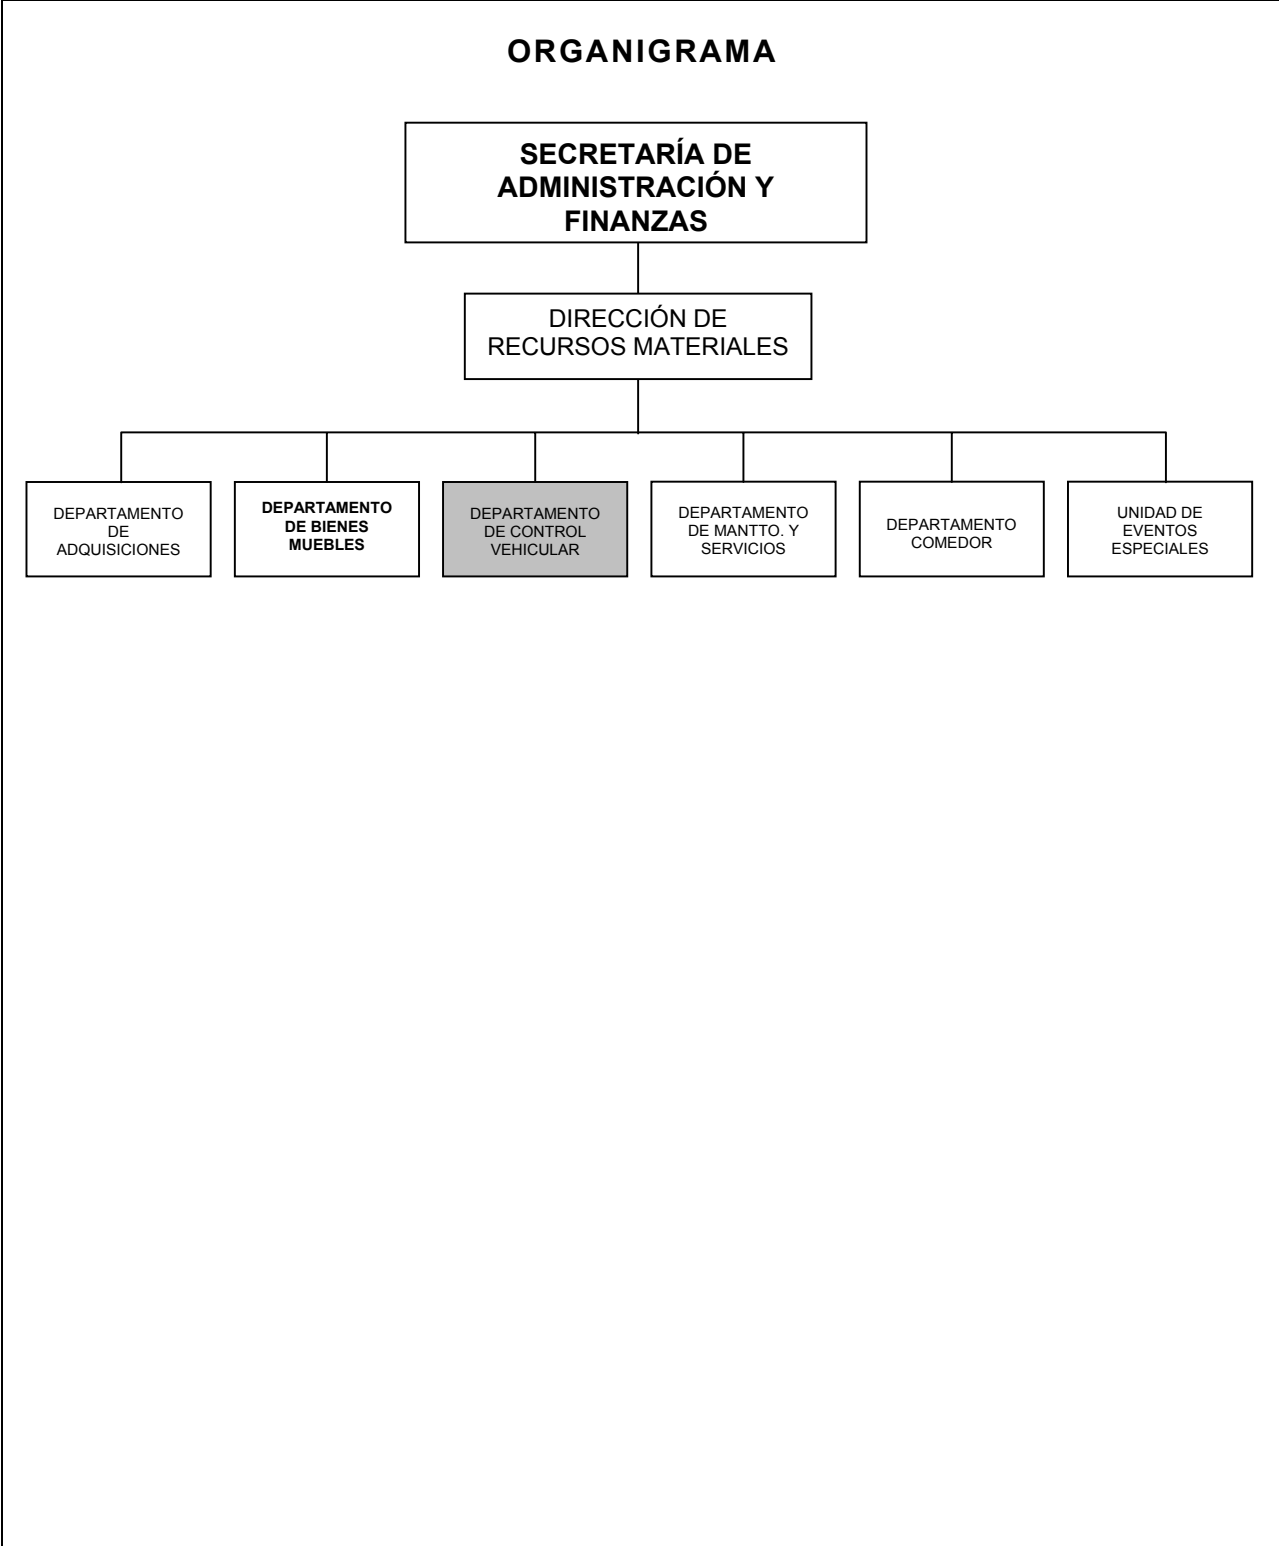 ORGANIGRAMA
SECRETARÍA DE
ADMINISTRACIÓN Y
FINANZAS
DIRECCIÓN DE
RECURSOS MATERIALES
DEPARTAMENTO
DE
ADQUISICIONES
DEPARTAMENTO
DE BIENES
MUEBLES
DEPARTAMENTO
DE CONTROL
VEHICULAR
DEPARTAMENTO
DE MANTTO. Y
SERVICIOS
DEPARTAMENTO
COMEDOR
UNIDAD DE
EVENTOS
ESPECIALES